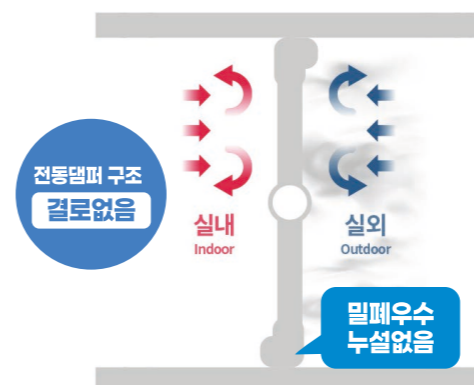 전동댐퍼 구조
결로없음
실내
Indoor
실외
Outdoor
밀폐우수
누설없음